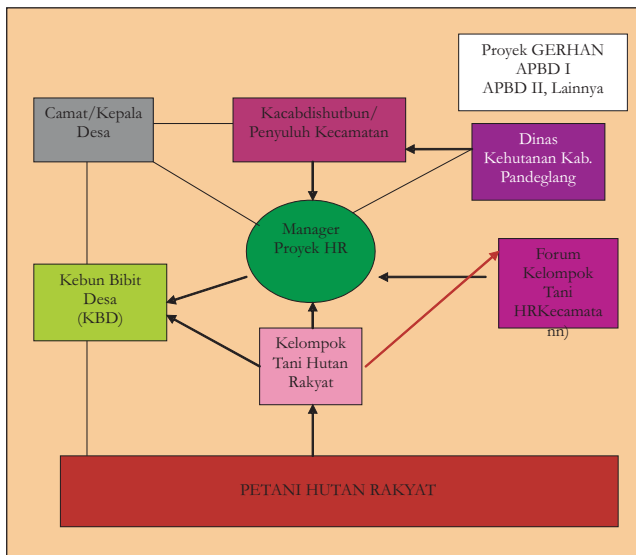 Proyek GERHAN
APBD I
APBD II, Lainnya
Camat/Kepala
Desa
Kacabdishutbun/
Penyuluh Kecamatan
Dinas
Kehutanan Kab.
Pandeglang
Manager
Proyek HR
Kebun Bibit
Desa
(KBD)
Forum
Kelompok
Tani
HRKecamata
nn)
Kelompok
Tani Hutan
Rakyat
PETANI HUTAN RAKYAT